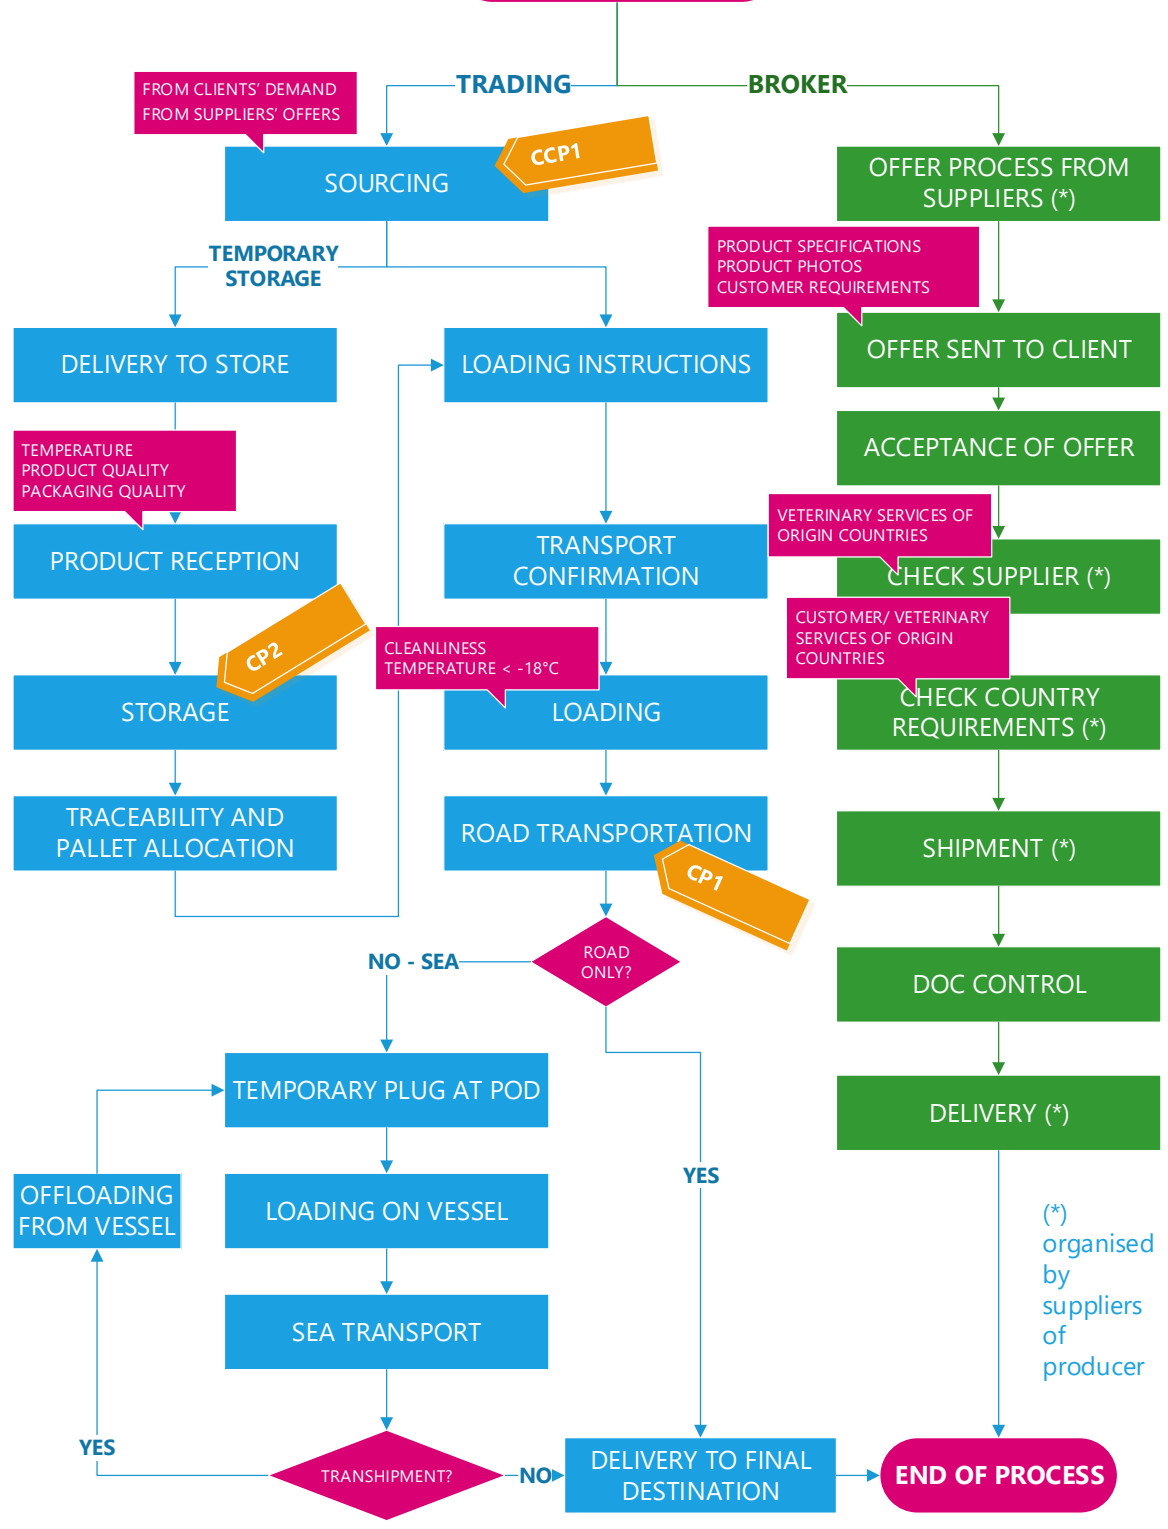 TRADING
BROKER
FROM CLIENTS' DEMAND
FROM SUPPLIERS' OFFERS
CCP1
SOURCING
OFFER PROCESS FROM
SUPPLIERS (*)
TEMPORARY
STORAGE
PRODUCT SPECIFICATIONS
PRODUCT PHOTOS
CUSTOMER REQUIREMENTS
DELIVERY TO STORE
LOADING INSTRUCTIONS
OFFER SENT TO CLIENT
ACCEPTANCE OF OFFER
TEMPERATURE
PRODUCT QUALITY
PACKAGING QUALITY
VETERINARY SERVICES OF
ORIGIN COUNTRIES
PRODUCT RECEPTION
TRANSPORT
CONFIRMATION
CHECK SUPPLIER (*)
CUSTOMER/ VETERINARY
SERVICES OF ORIGIN
COUNTRIES
CP2
CLEANLINESS
TEMPERATURE < -18°C
STORAGE
LOADING
CHECK COUNTRY
REQUIREMENTS (*)
TRACEABILITY AND
PALLET ALLOCATION
ROAD TRANSPORTATION
CP1
SHIPMENT (*)
NO - SEA
ROAD
ONLY?
DOC CONTROL
TEMPORARY PLUG AT POD
DELIVERY (*)
YES
OFFLOADING
FROM VESSEL
LOADING ON VESSEL
(*)
organised
by
suppliers
of
producer
SEA TRANSPORT
YES
TRANSHIPMENT?
NO
DELIVERY TO FINAL
DESTINATION
END OF PROCESS